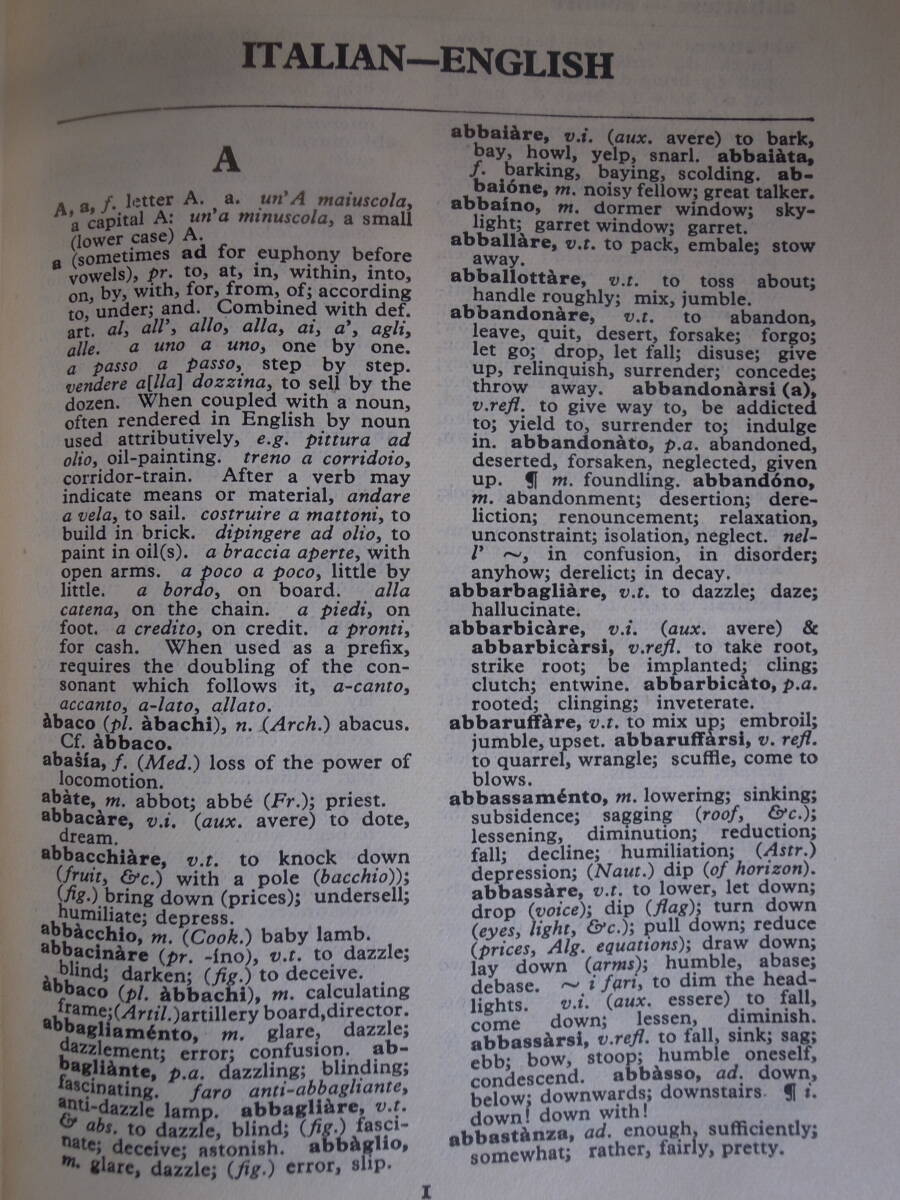 ITALIAN—ENGLISH
A
A, a, f. letter A. a. un' A maiuscola,
a capital A: un'a minuscola, a small
(lower case) A.
a (sometimes ad for euphony before
vowels), pr. to, at, in, within, into,
on, by, with, for, from, of; according
to, under; and. Combined with def.
art. al, all', allo, alla, ai, a', agli,
alle. a uno a uno, one by one.
a passo a passo, step by step.
vendere a[lla] dozzina, to sell by the
dozen. When coupled with a noun,
often rendered in English by noun
used attributively, e.g. pittura ad
olio, oil-painting. treno a corridoio,
corridor-train. After a verb may
indicate means or material, andare
a vela, to sail. costruire a mattoni, to
build in brick. dipingere ad olio, to
paint in oil(s). a braccia aperte, with
open arms. a poco a poco, little by
little. a bordo, on board. alla
catena, on the chain. a piedi, on
foot. a credito, on credit. a pronti,
for cash. When used as a prefix,
requires the doubling of the con-
sonant which follows it, a-canto,
accanto, a-lato, allato.
àbaco (pl. àbachi), n. (Arch.) abacus.
Cf. àbbaco.
abaṡía, f. (Med.) loss of the power of
locomotion.
abàte, m. abbot; abbé (Fr.); priest.
abbacàre, v.i. (aux. avere) to dote,
dream.
abbacchiàre, v.t. to knock down
(fruit, &c.) with a pole (bacchio));
(fig.) bring down (prices); undersell;
humiliate; depress.
abbàcchio, m. (Cook.) baby lamb.
abbacinàre (pr. -íno), v.t. to dazzle;
blind; darken; (fig.) to deceive.
àbbaco (pl. àbbachi), m. calculating
frame;(Artil.)artillery board,director.
abbagliaménto, m. glare, dazzle;
dazzlement; error; confusion. ab-
bagliànte, p.a. dazzling; blinding;
fascinating. faro anti-abbagliante,
anti-dazzle lamp. abbagliàre, v.t.
& abs. to dazzle, blind; (fig.) fasci-
nate; deceive; astonish. abbàglio,
m. glare, dazzle; (fig.) error, slip.
abbaiàre, v.i. (aux. avere) to bark,
bay, howl, yelp, snarl. abbaiàta,
f. barking, baying, scolding. ab-
baióne, m. noisy fellow; great talker.
abbaíno, m. dormer window; sky-
light; garret window; garret.
abballàre, v.t. to pack, embale; stow
away.
abballottàre, v.t. to toss about;
handle roughly; mix, jumble.
abbandonàre, v.t. to abandon,
leave, quit, desert, forsake; forgo;
let go; drop, let fall; disuse; give
up, relinquish, surrender; concede;
throw away. abbandonàrsi (a),
v.refl. to give way to, be addicted
to; yield to, surrender to; indulge
in. abbandonàto, p.a. abandoned,
deserted, forsaken, neglected, given
up. ¶ m. foundling. abbandóno,
m. abandonment; desertion; dere-
liction; renouncement; relaxation,
unconstraint; isolation, neglect. nel-
l' ~, in confusion, in disorder;
anyhow; derelict; in decay.
abbarbagliàre, v.t. to dazzle; daze;
hallucinate.
abbarbicàre, v.i. (aux. avere) &
abbarbicàrsi, v.refl. to take root,
strike root; be implanted; cling;
clutch; entwine. abbarbicàto, p.a.
rooted; clinging; inveterate.
abbaruffàre, v.t. to mix up; embroil;
jumble, upset. abbaruffàrsi, v. refl.
to quarrel, wrangle; scuffle, come to
blows.
abbassaménto, m. lowering; sinking;
subsidence; sagging (roof, &c.);
lessening, diminution; reduction;
fall; decline; humiliation; (Astr.)
depression; (Naut.) dip (of horizon).
abbassàre, v.t. to lower, let down;
drop (voice); dip (flag); turn down
(eyes, light, &c.); pull down; reduce
(prices, Alg. equations); draw down;
lay down (arms); humble, abase;
debase. ~ i fari, to dim the head-
lights. v.i. (aux. essere) to fall,
come down; lessen, diminish.
abbassàrsi, v.refl. to fall, sink; sag;
ebb; bow, stoop; humble oneself,
condescend. abbàsso, ad. down,
below; downwards; downstairs. ¶ i.
down! down with!
abbastànza, ad. enough, sufficiently;
somewhat; rather, fairly, pretty.
1